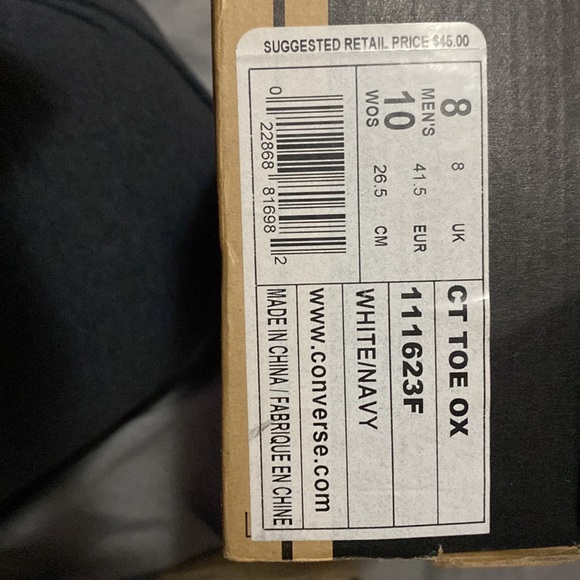 SUGGESTED RETAIL PRICE $45.00
8 8 UK
MEN'S
10 41.5 EUR
WOS 26.5 CM
0 22868 81698 2
CT TOE OX
111623F
WHITE/NAVY
www.converse.com
MADE IN CHINA / FABRIQUE EN CHINE